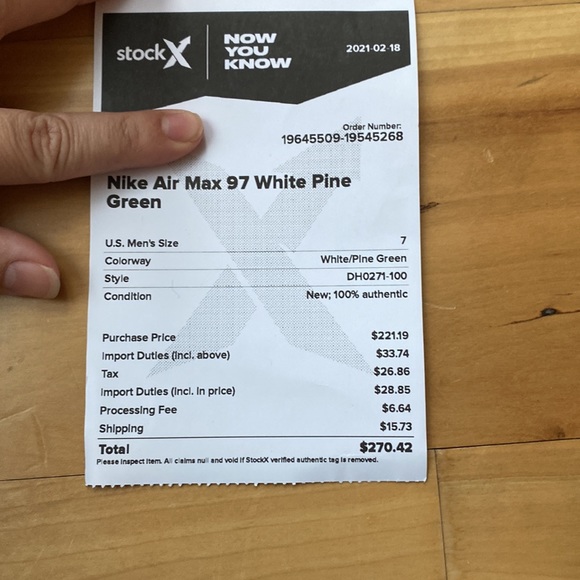 stockX
NOW
YOU
KNOW
2021-02-18
Order Number:
19645509-19545268
Nike Air Max 97 White Pine
Green
U.S. Men's Size 7
Colorway White/Pine Green
Style DH0271-100
Condition New; 100% authentic
Purchase Price $221.19
Import Duties (Incl. above) $33.74
Tax $26.86
Import Duties (Incl. In price) $28.85
Processing Fee $6.64
Shipping $15.73
Total $270.42
Please inspect item. All claims null and void if StockX verified authentic tag is removed.